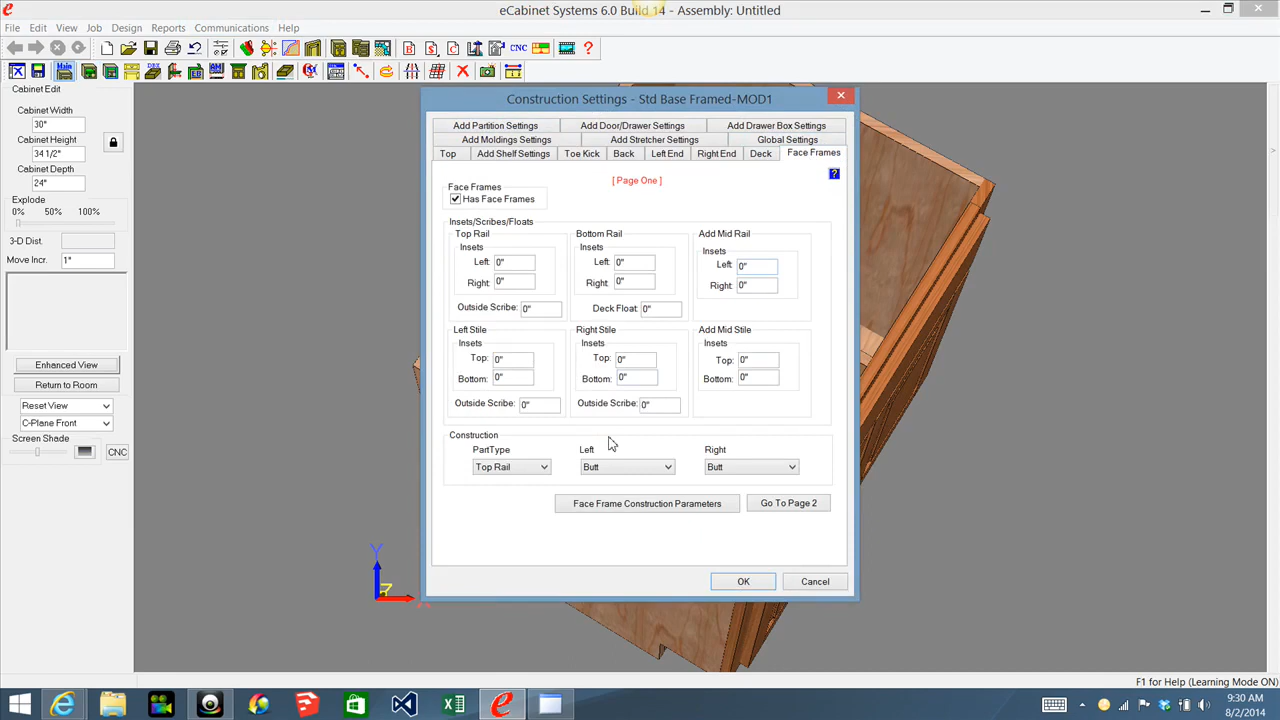 eCabinet Systems 6.0 Build 14 - Assembly: Untitled
File Edit View Job Design Reports Communications Help
Cabinet Edit
Cabinet Width
30"
Cabinet Height
34 1/2"
Cabinet Depth
24"
Explode
0% 50% 100%
3-D Dist.
Move Incr. 1"
Enhanced View
Return to Room
Reset View
C-Plane Front
Screen Shade
CNC
CNC
Construction Settings - Std Base Framed-MOD1
Add Partition Settings Add Door/Drawer Settings Add Drawer Box Settings
Add Moldings Settings Add Stretcher Settings Global Settings
Top Add Shelf Settings Toe Kick Back Left End Right End Deck Face Frames
[ Page One ]
Face Frames
Has Face Frames
Insets/Scribes/Floats
Top Rail Bottom Rail Add Mid Rail
Insets Insets Insets
Left: 0" Left: 0" Left: 0"
Right: 0" Right: 0" Right: 0"
Outside Scribe: 0" Deck Float: 0"
Left Stile Right Stile Add Mid Stile
Insets Insets Insets
Top: 0" Top: 0" Top: 0"
Bottom: 0" Bottom: 0" Bottom: 0"
Outside Scribe: 0" Outside Scribe: 0"
Construction
PartType Left Right
Top Rail Butt Butt
Face Frame Construction Parameters Go To Page 2
OK Cancel
Y
F1 for Help (Learning Mode ON)
9:30 AM
8/2/2014